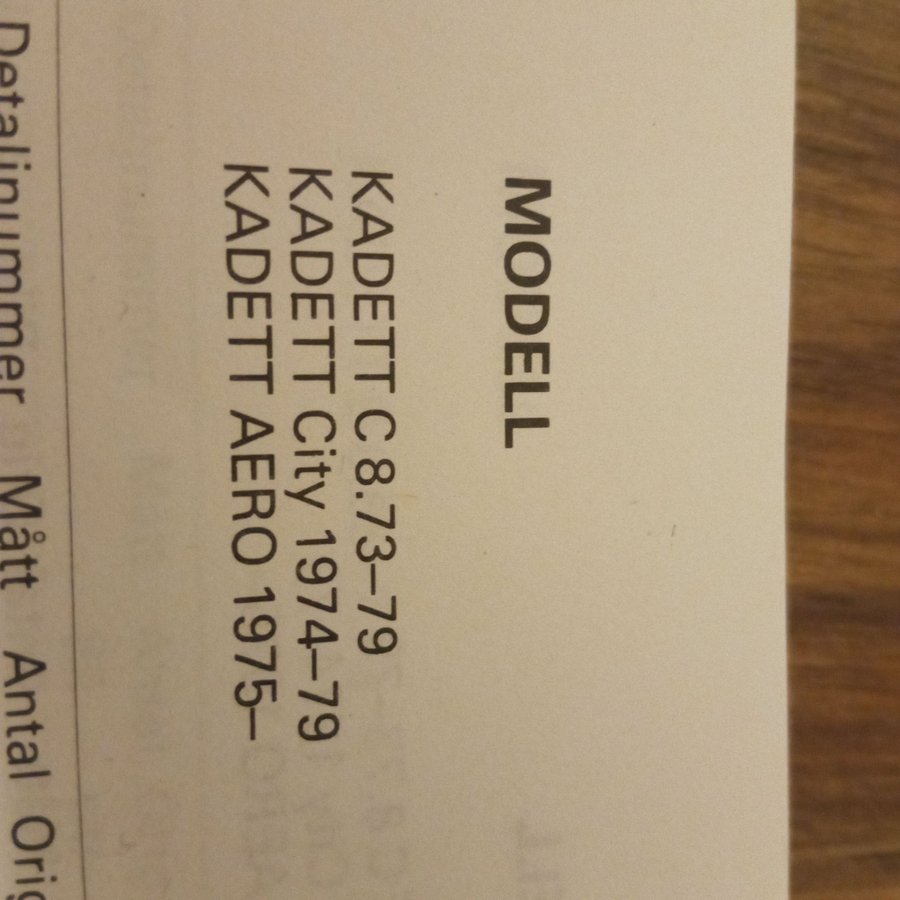 MODELL
KADETT C 8.73–79
KADETT City 1974–79
KADETT AERO 1975–
Detaljnummer Mått Antal